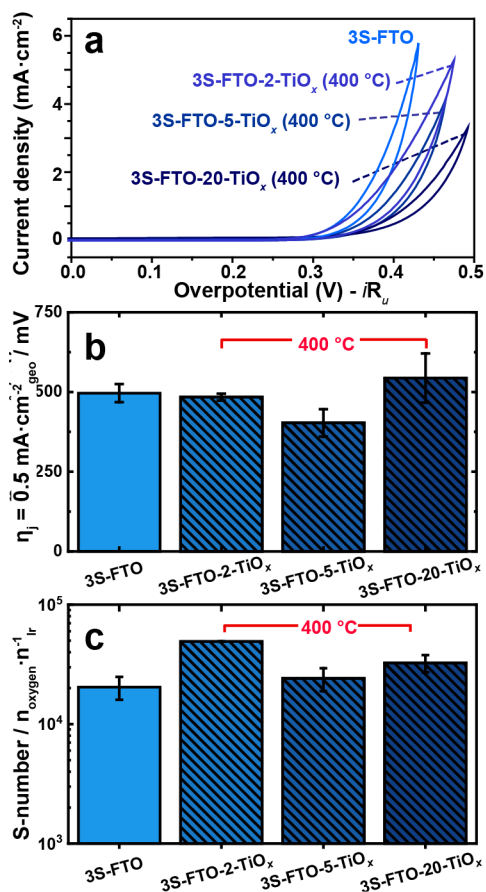 a
3S-FTO
3S-FTO-2-TiOₓ (400 °C)
3S-FTO-5-TiOₓ (400 °C)
3S-FTO-20-TiOₓ (400 °C)
Current density (mA·cm⁻²)
6
4
2
0
0.0 0.1 0.2 0.3 0.4 0.5
Overpotential (V) - iRᵤ
b
400 °C
ηⱼ = 0.5 mA·cm⁻²geo / mV
750
500
250
0
3S-FTO 3S-FTO-2-TiOₓ 3S-FTO-5-TiOₓ 3S-FTO-20-TiOₓ
c
400 °C
S-number / noxygen·n⁻¹Ir
10⁵
10⁴
10³
3S-FTO 3S-FTO-2-TiOₓ 3S-FTO-5-TiOₓ 3S-FTO-20-TiOₓ